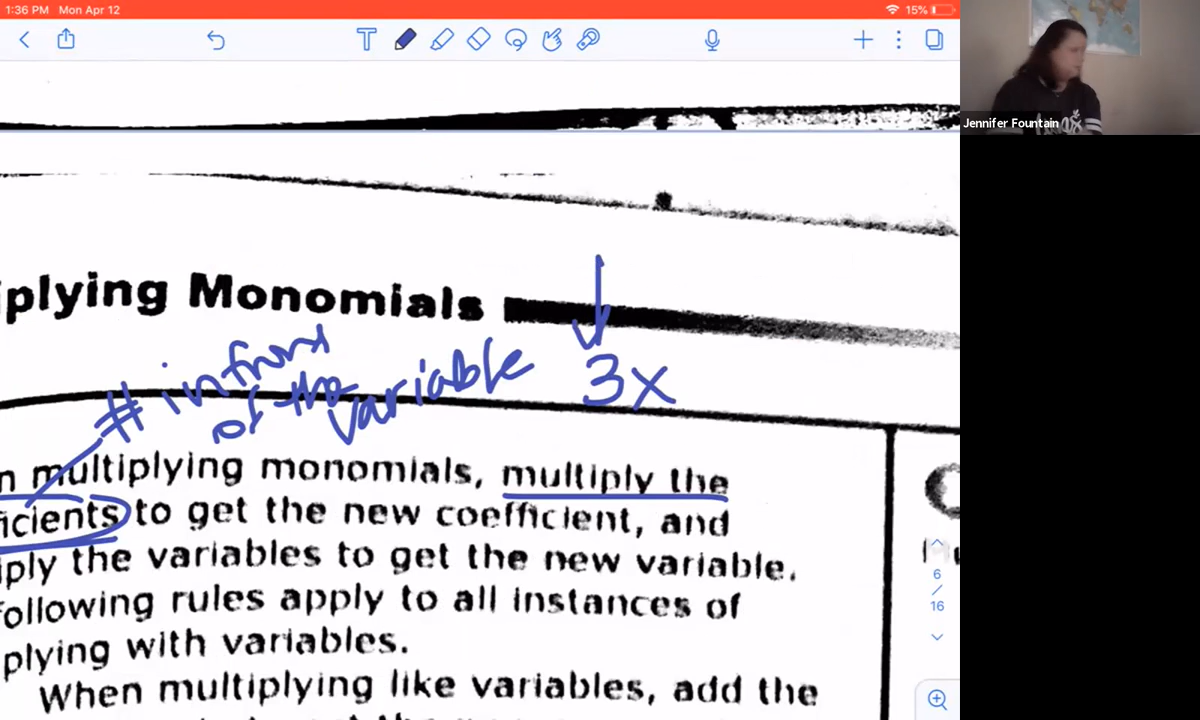 1:36 PM Mon Apr 12
15%
T
Jennifer Fountain
iplying Monomials
# in front
of the
variable
3x
n multiplying monomials, multiply the
ficients to get the new coefficient, and
iply the variables to get the new variable.
following rules apply to all instances of
plying with variables.
When multiplying like variables, add the
6
/
16